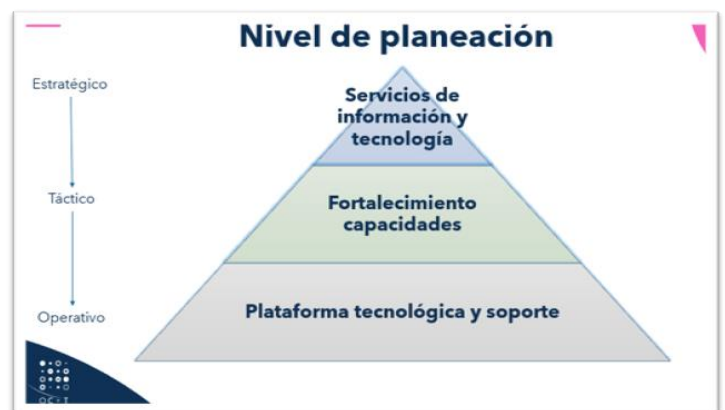 Nivel de planeación
Estratégico
Servicios de
información y
tecnología
Táctico
Fortalecimiento
capacidades
Operativo
Plataforma tecnológica y soporte